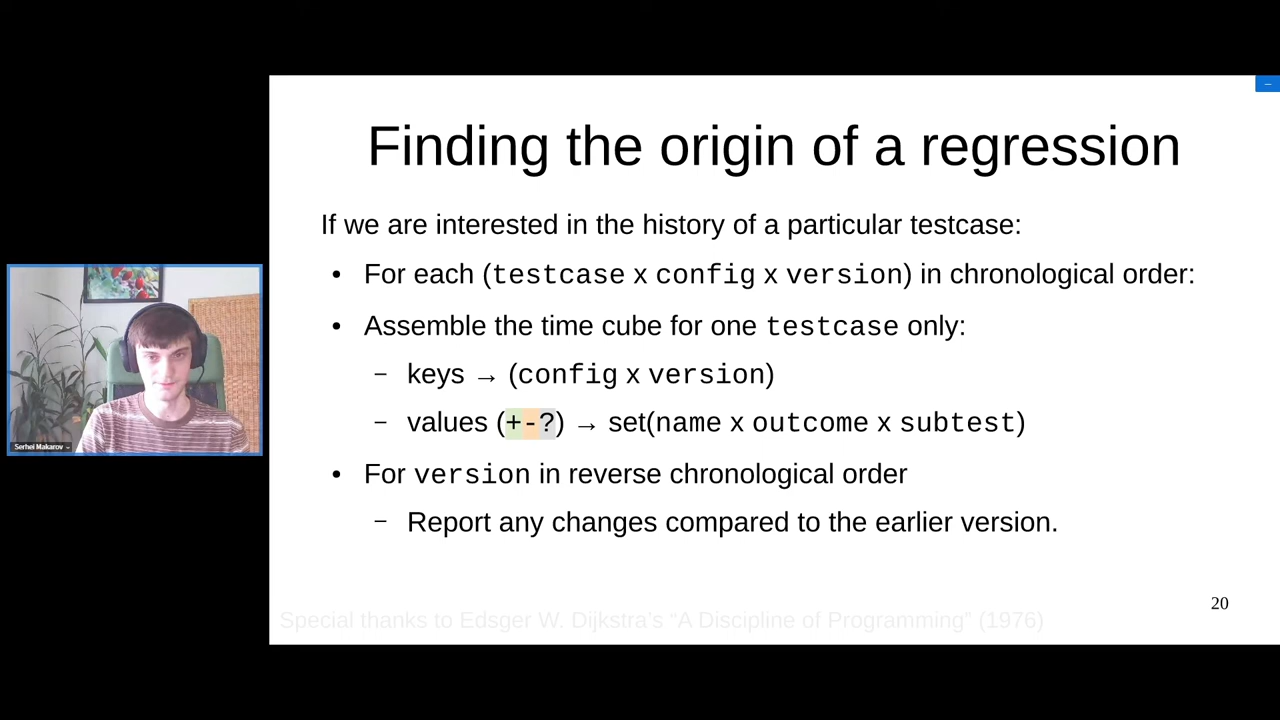 Finding the origin of a regression
If we are interested in the history of a particular testcase:
• For each (testcase x config x version) in chronological order:
• Assemble the time cube for one testcase only:
– keys → (config x version)
– values (+-?) → set(name x outcome x subtest)
• For version in reverse chronological order
– Report any changes compared to the earlier version.
Serhei Makarov
20
Special thanks to Edsger W. Dijkstra's “A Discipline of Programming” (1976)